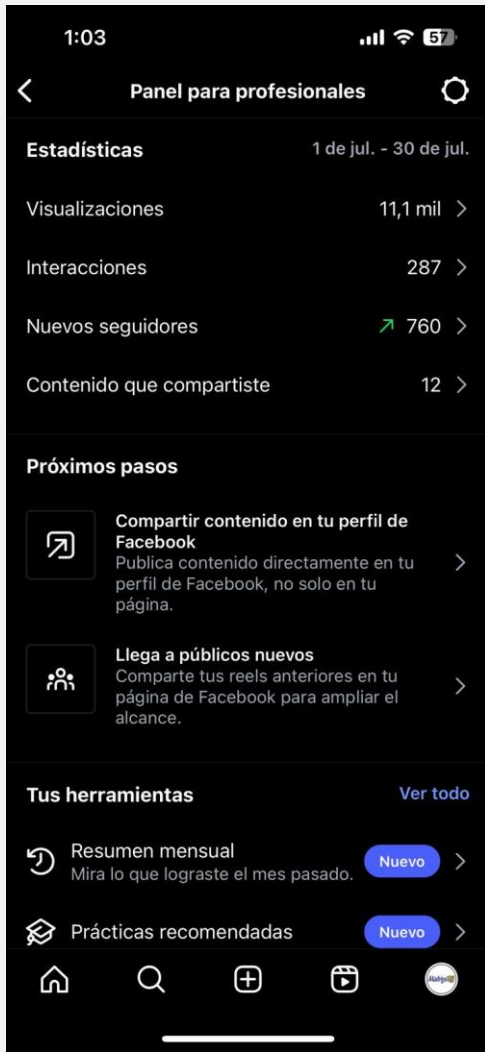 1:03
57
Panel para profesionales
Estadísticas 1 de jul. - 30 de jul.
Visualizaciones 11,1 mil
Interacciones 287
Nuevos seguidores 760
Contenido que compartiste 12
Próximos pasos
Compartir contenido en tu perfil de
Facebook
Publica contenido directamente en tu
perfil de Facebook, no solo en tu
página.
Llega a públicos nuevos
Comparte tus reels anteriores en tu
página de Facebook para ampliar el
alcance.
Tus herramientas Ver todo
Resumen mensual
Mira lo que lograste el mes pasado.
Nuevo
Prácticas recomendadas Nuevo